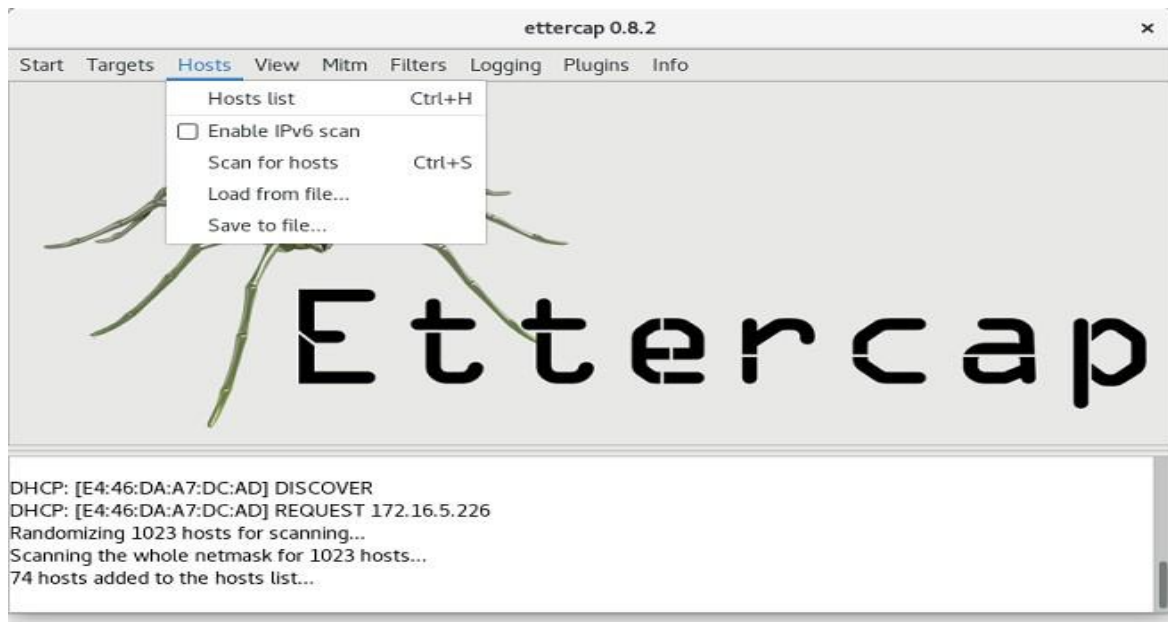 ettercap 0.8.2 ×
Start Targets Hosts View Mitm Filters Logging Plugins Info
Hosts list Ctrl+H
Enable IPv6 scan
Scan for hosts Ctrl+S
Load from file...
Save to file...
Ettercap
DHCP: [E4:46:DA:A7:DC:AD] DISCOVER
DHCP: [E4:46:DA:A7:DC:AD] REQUEST 172.16.5.226
Randomizing 1023 hosts for scanning...
Scanning the whole netmask for 1023 hosts...
74 hosts added to the hosts list...